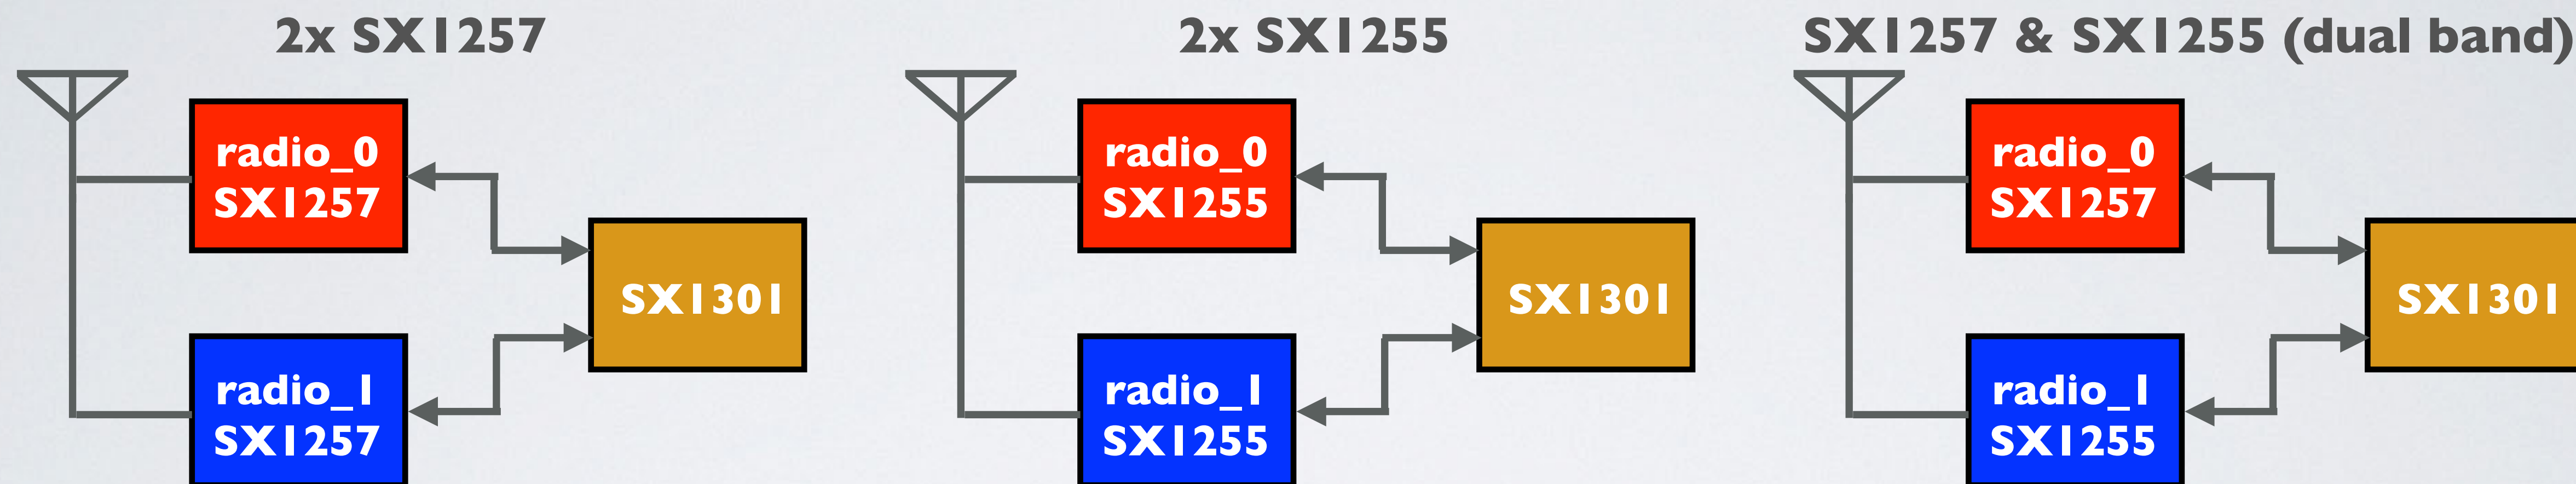 2x SX1257
radio_0
SX1257
SX1301
radio_1
SX1257
2x SX1255
radio_0
SX1255
SX1301
radio_1
SX1255
SX1257 & SX1255 (dual band)
radio_0
SX1257
SX1301
radio_1
SX1255